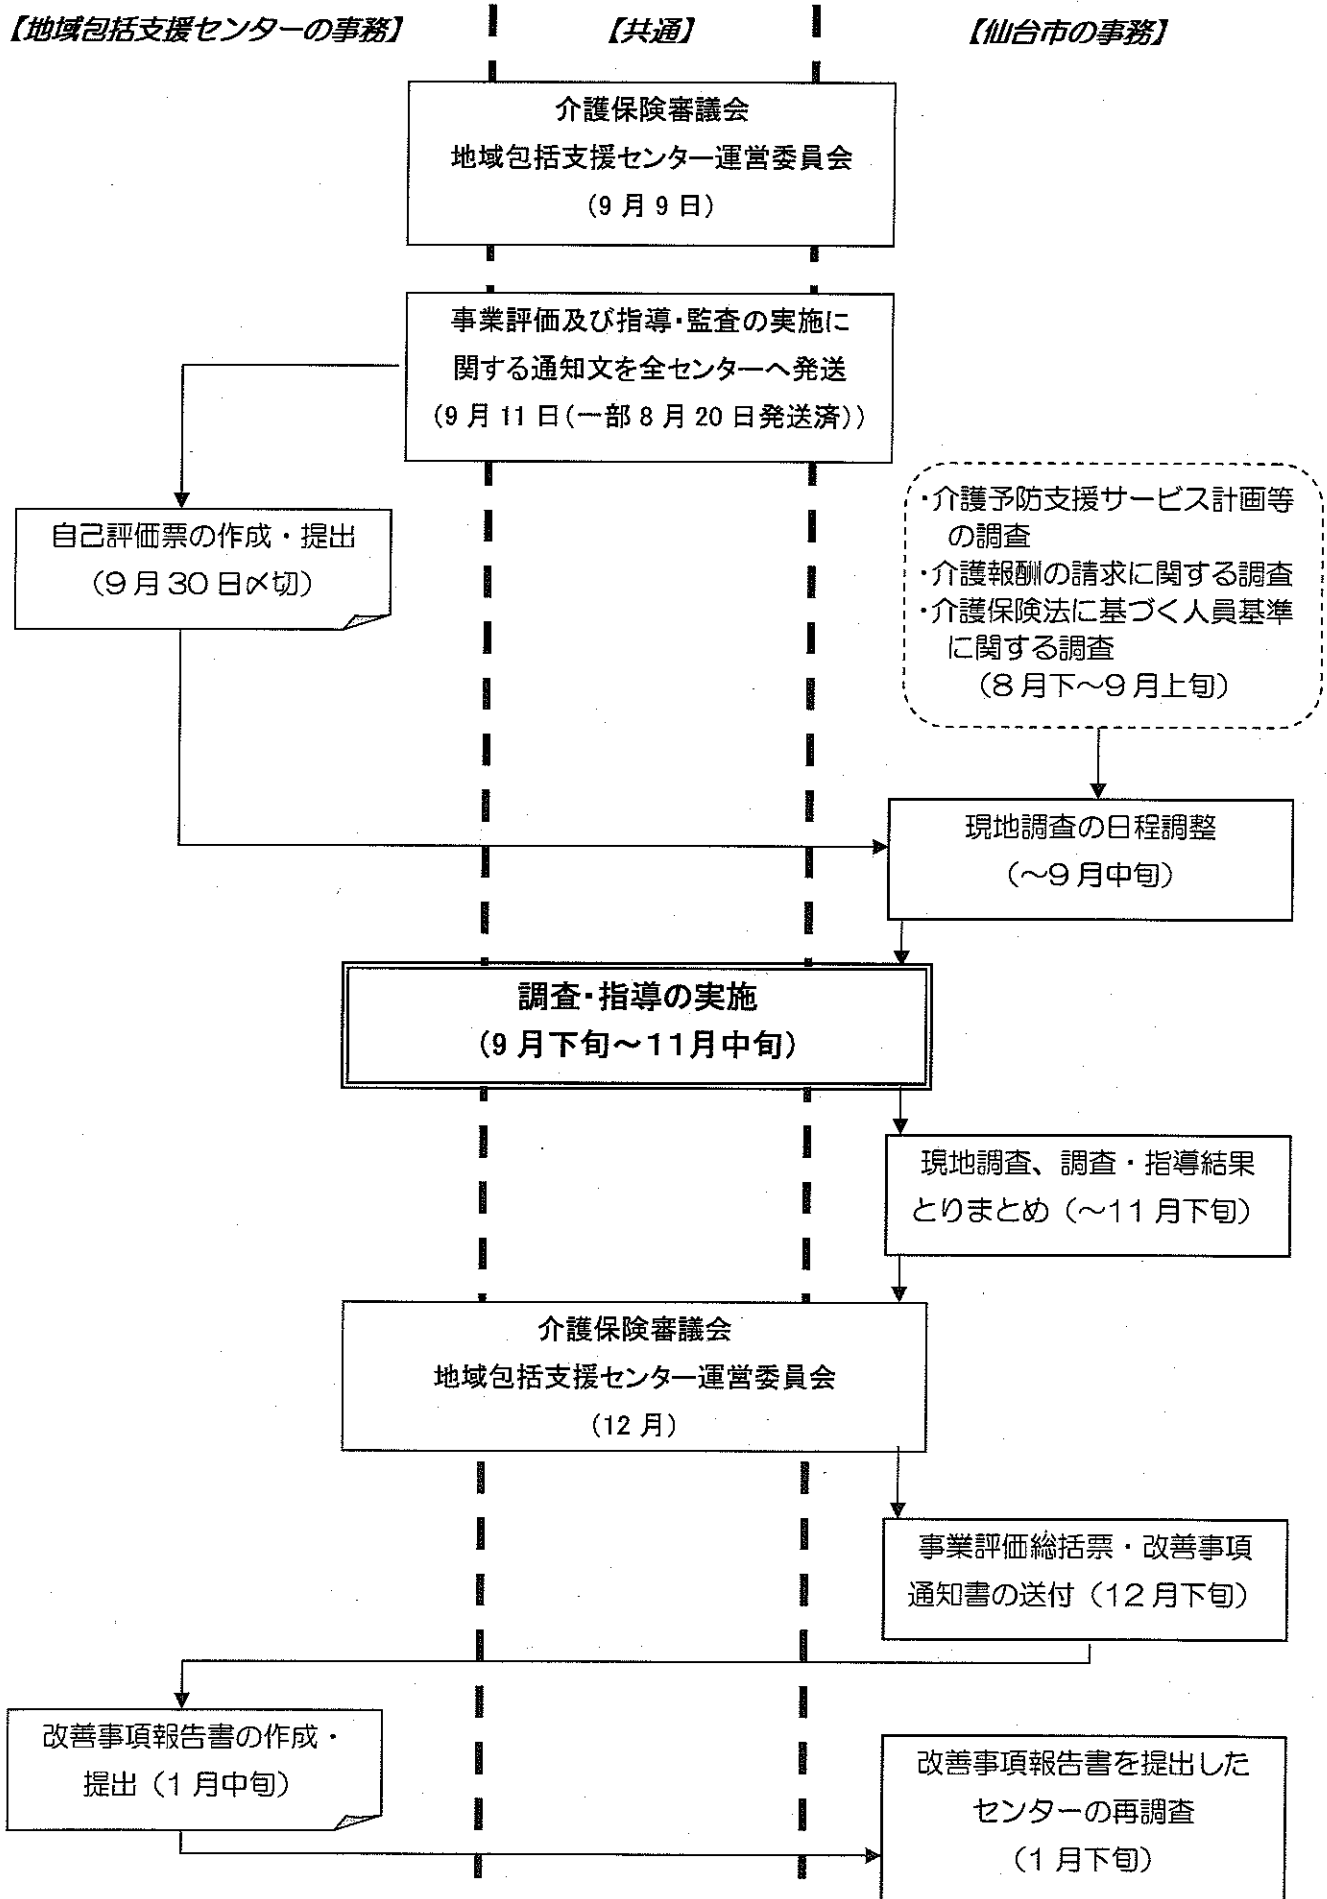 【地域包括支援センターの事務】
【共通】
【仙台市の事務】
介護保険審議会
地域包括支援センター運営委員会
(9月9日)
事業評価及び指導・監査の実施に
関する通知文を全センターへ発送
(9月11日(一部8月20日発送済))
自己評価票の作成・提出
(9月30日〆切)
・介護予防支援サービス計画等
の調査
・介護報酬の請求に関する調査
・介護保険法に基づく人員基準
に関する調査
(8月下～9月上旬)
現地調査の日程調整
(～9月中旬)
調査・指導の実施
(9月下旬～11月中旬)
現地調査、調査・指導結果
とりまとめ(～11月下旬)
介護保険審議会
地域包括支援センター運営委員会
(12月)
事業評価総括票・改善事項
通知書の送付(12月下旬)
改善事項報告書の作成・
提出(1月中旬)
改善事項報告書を提出した
センターの再調査
(1月下旬)